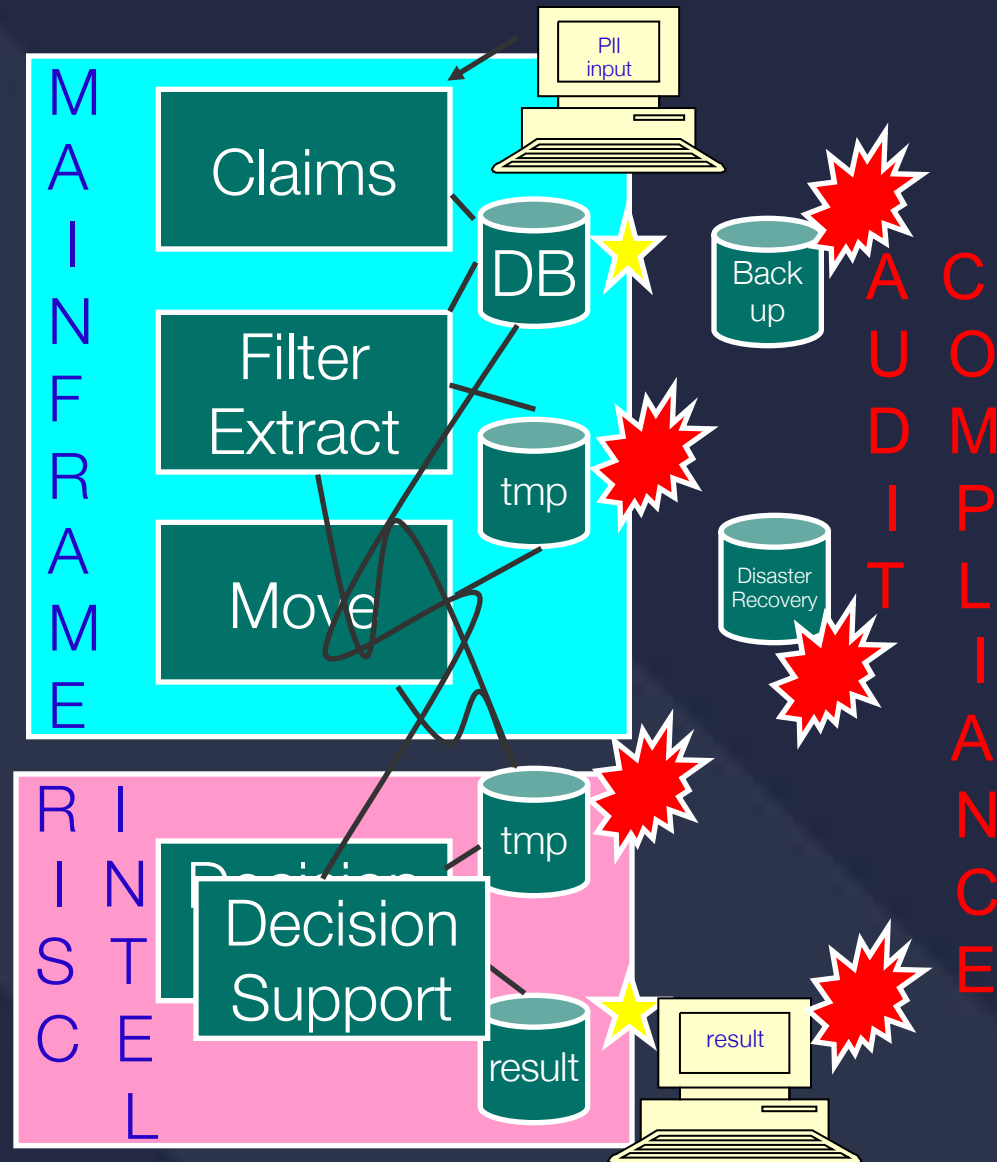 PII
input
MAINFRAME
Claims
DB
Back
up
AUDIT
COMPLIANCE
Filter
Extract
tmp
Move
Disaster
Recovery
RISC
INTEL
tmp
Decision
Decision
Support
result
result